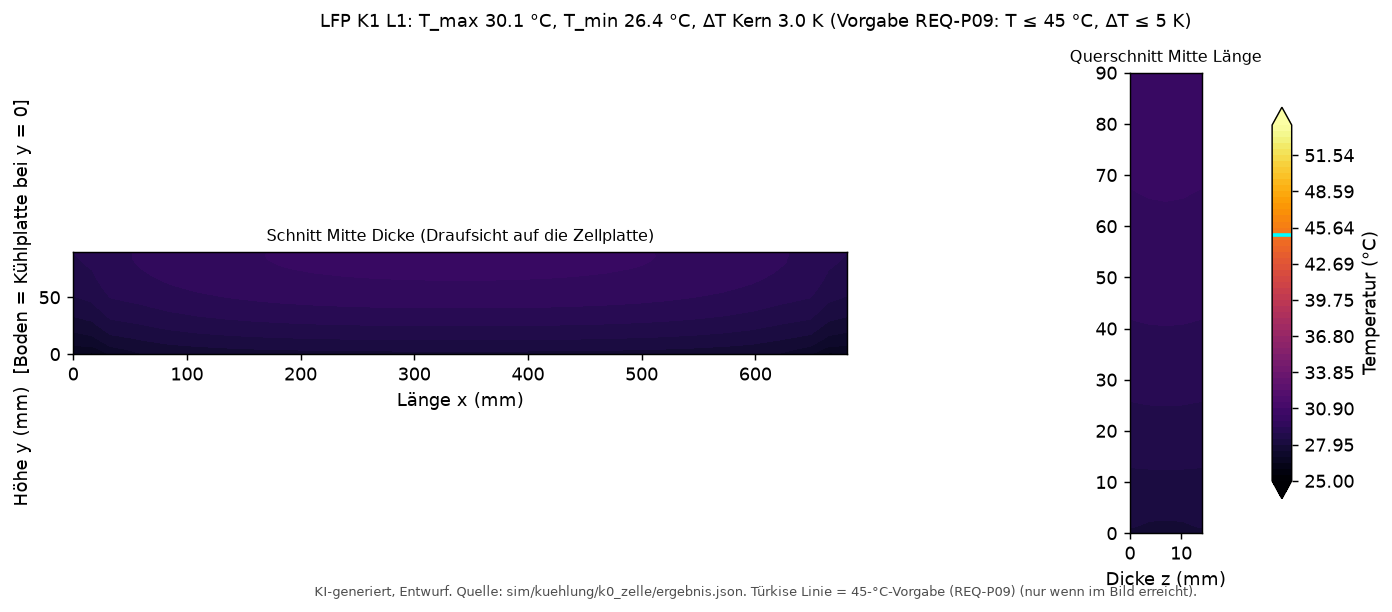 LFP K1 L1: T_max 30.1 °C, T_min 26.4 °C, ΔT Kern 3.0 K (Vorgabe REQ-P09: T ≤ 45 °C, ΔT ≤ 5 K)
Höhe y (mm) [Boden = Kühlplatte bei y = 0]
Schnitt Mitte Dicke (Draufsicht auf die Zellplatte)
50
0
0 100 200 300 400 500 600
Länge x (mm)
Querschnitt Mitte Länge
90
80
70
60
50
40
30
20
10
0
0 10
Dicke z (mm)
51.54
48.59
45.64
42.69
39.75
36.80
33.85
30.90
27.95
25.00
Temperatur (°C)
KI-generiert, Entwurf. Quelle: sim/kuehlung/k0_zelle/ergebnis.json. Türkise Linie = 45-°C-Vorgabe (REQ-P09) (nur wenn im Bild erreicht).